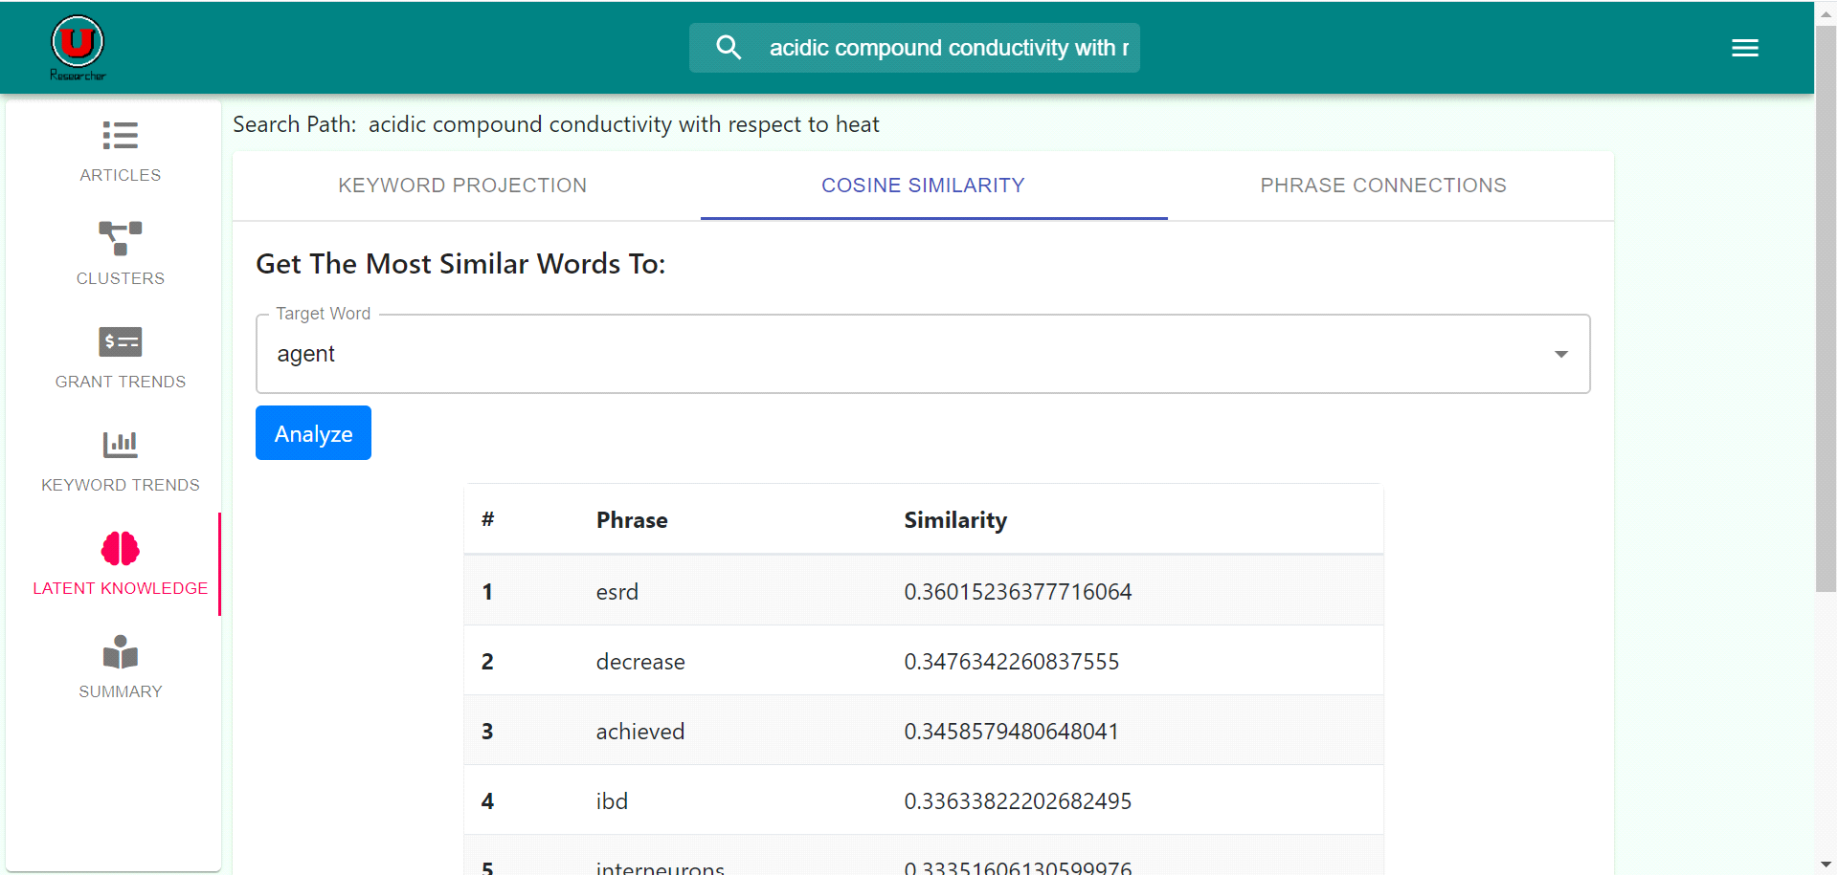 U
Researcher
acidic compound conductivity with r
ARTICLES
CLUSTERS
GRANT TRENDS
KEYWORD TRENDS
LATENT KNOWLEDGE
SUMMARY
Search Path: acidic compound conductivity with respect to heat
KEYWORD PROJECTION COSINE SIMILARITY PHRASE CONNECTIONS
Get The Most Similar Words To:
Target Word
agent
Analyze
# Phrase Similarity
1 esrd 0.36015236377716064
2 decrease 0.3476342260837555
3 achieved 0.3458579480648041
4 ibd 0.33633822202682495
5 interneurons 0.33351606130599976